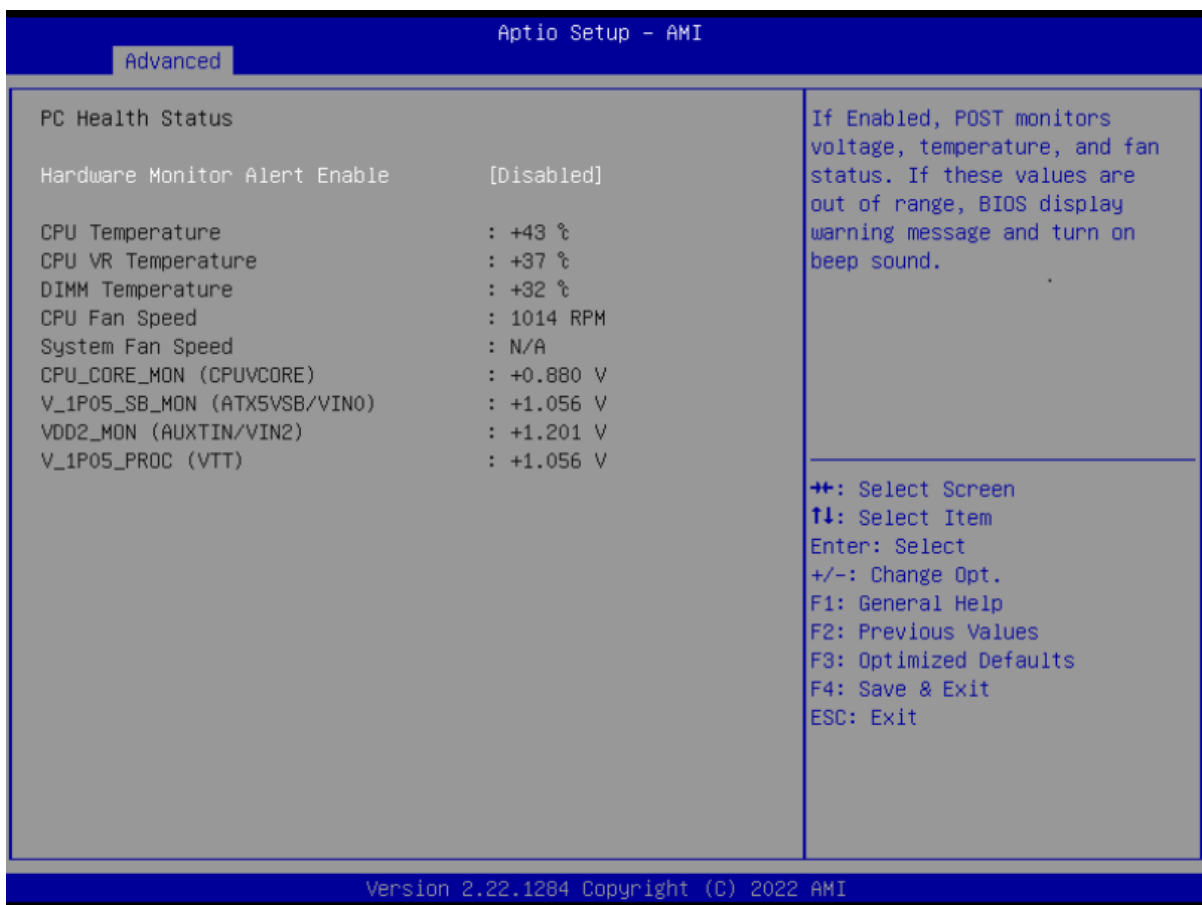 Aptio Setup – AMI
Advanced
PC Health Status
Hardware Monitor Alert Enable [Disabled]
CPU Temperature : +43 ℃
CPU VR Temperature : +37 ℃
DIMM Temperature : +32 ℃
CPU Fan Speed : 1014 RPM
System Fan Speed : N/A
CPU_CORE_MON (CPUVCORE) : +0.880 V
V_1P05_SB_MON (ATX5VSB/VIN0) : +1.056 V
VDD2_MON (AUXTIN/VIN2) : +1.201 V
V_1P05_PROC (VTT) : +1.056 V
If Enabled, POST monitors
voltage, temperature, and fan
status. If these values are
out of range, BIOS display
warning message and turn on
beep sound.
→←: Select Screen
↑↓: Select Item
Enter: Select
+/-: Change Opt.
F1: General Help
F2: Previous Values
F3: Optimized Defaults
F4: Save & Exit
ESC: Exit
Version 2.22.1284 Copyright (C) 2022 AMI